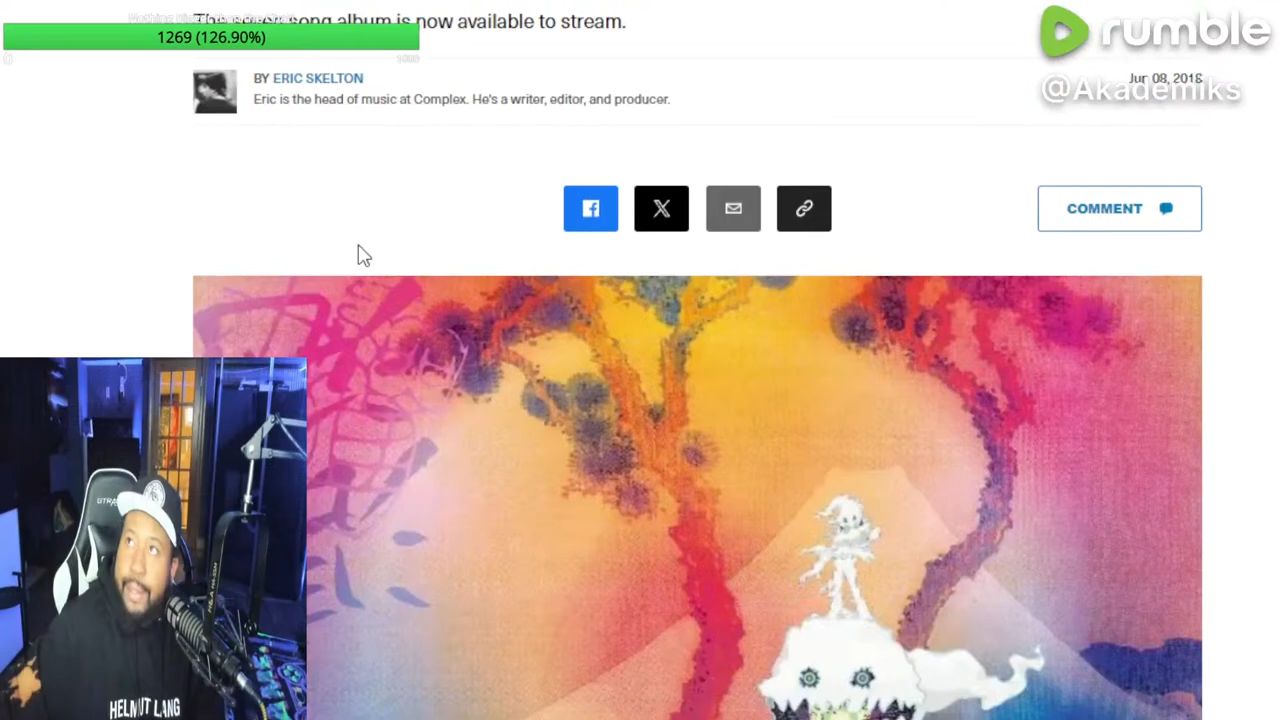 song album is now available to stream.
1269 (126.90%)
rumble
BY ERIC SKELTON
Jun 08, 2018
Eric is the head of music at Complex. He's a writer, editor, and producer.
@Akademiks
COMMENT
HELMUT LANG